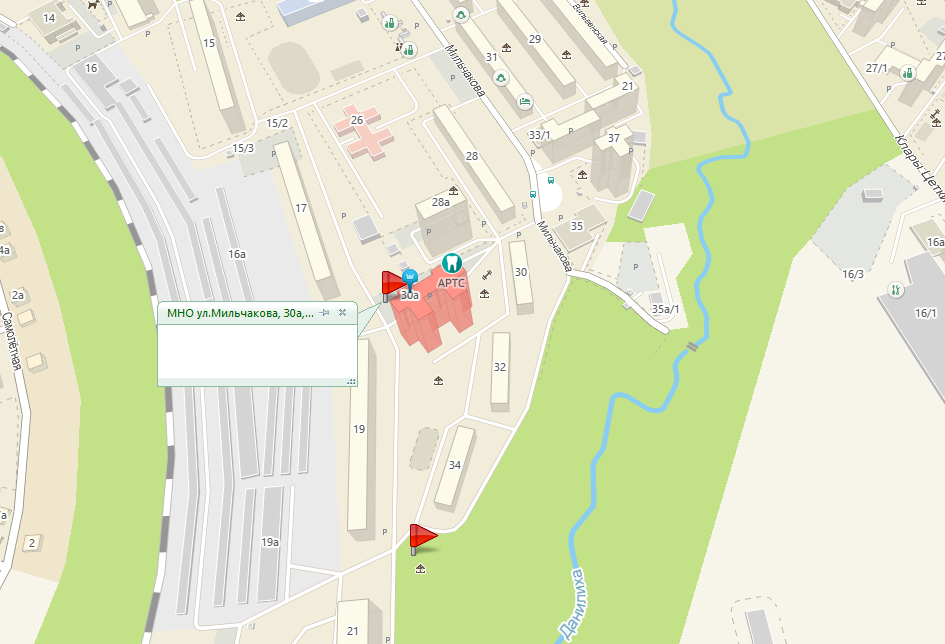 14
15
16
15/2
15/3
26
17
16а
Мильчакова
31
29
Вильвенская
21
33/1
37
28
28а
35
Мильчакова
30
АРТС
30а
МНО ул.Мильчакова, 30а,...
32
35а/1
19
34
19а
21
Данилиха
27/1
Клары Цетки
16а
16/3
16/1
4а
2а
Самолётная
2
P
P
P
P
P
P
P
P
P
P
P
P
P